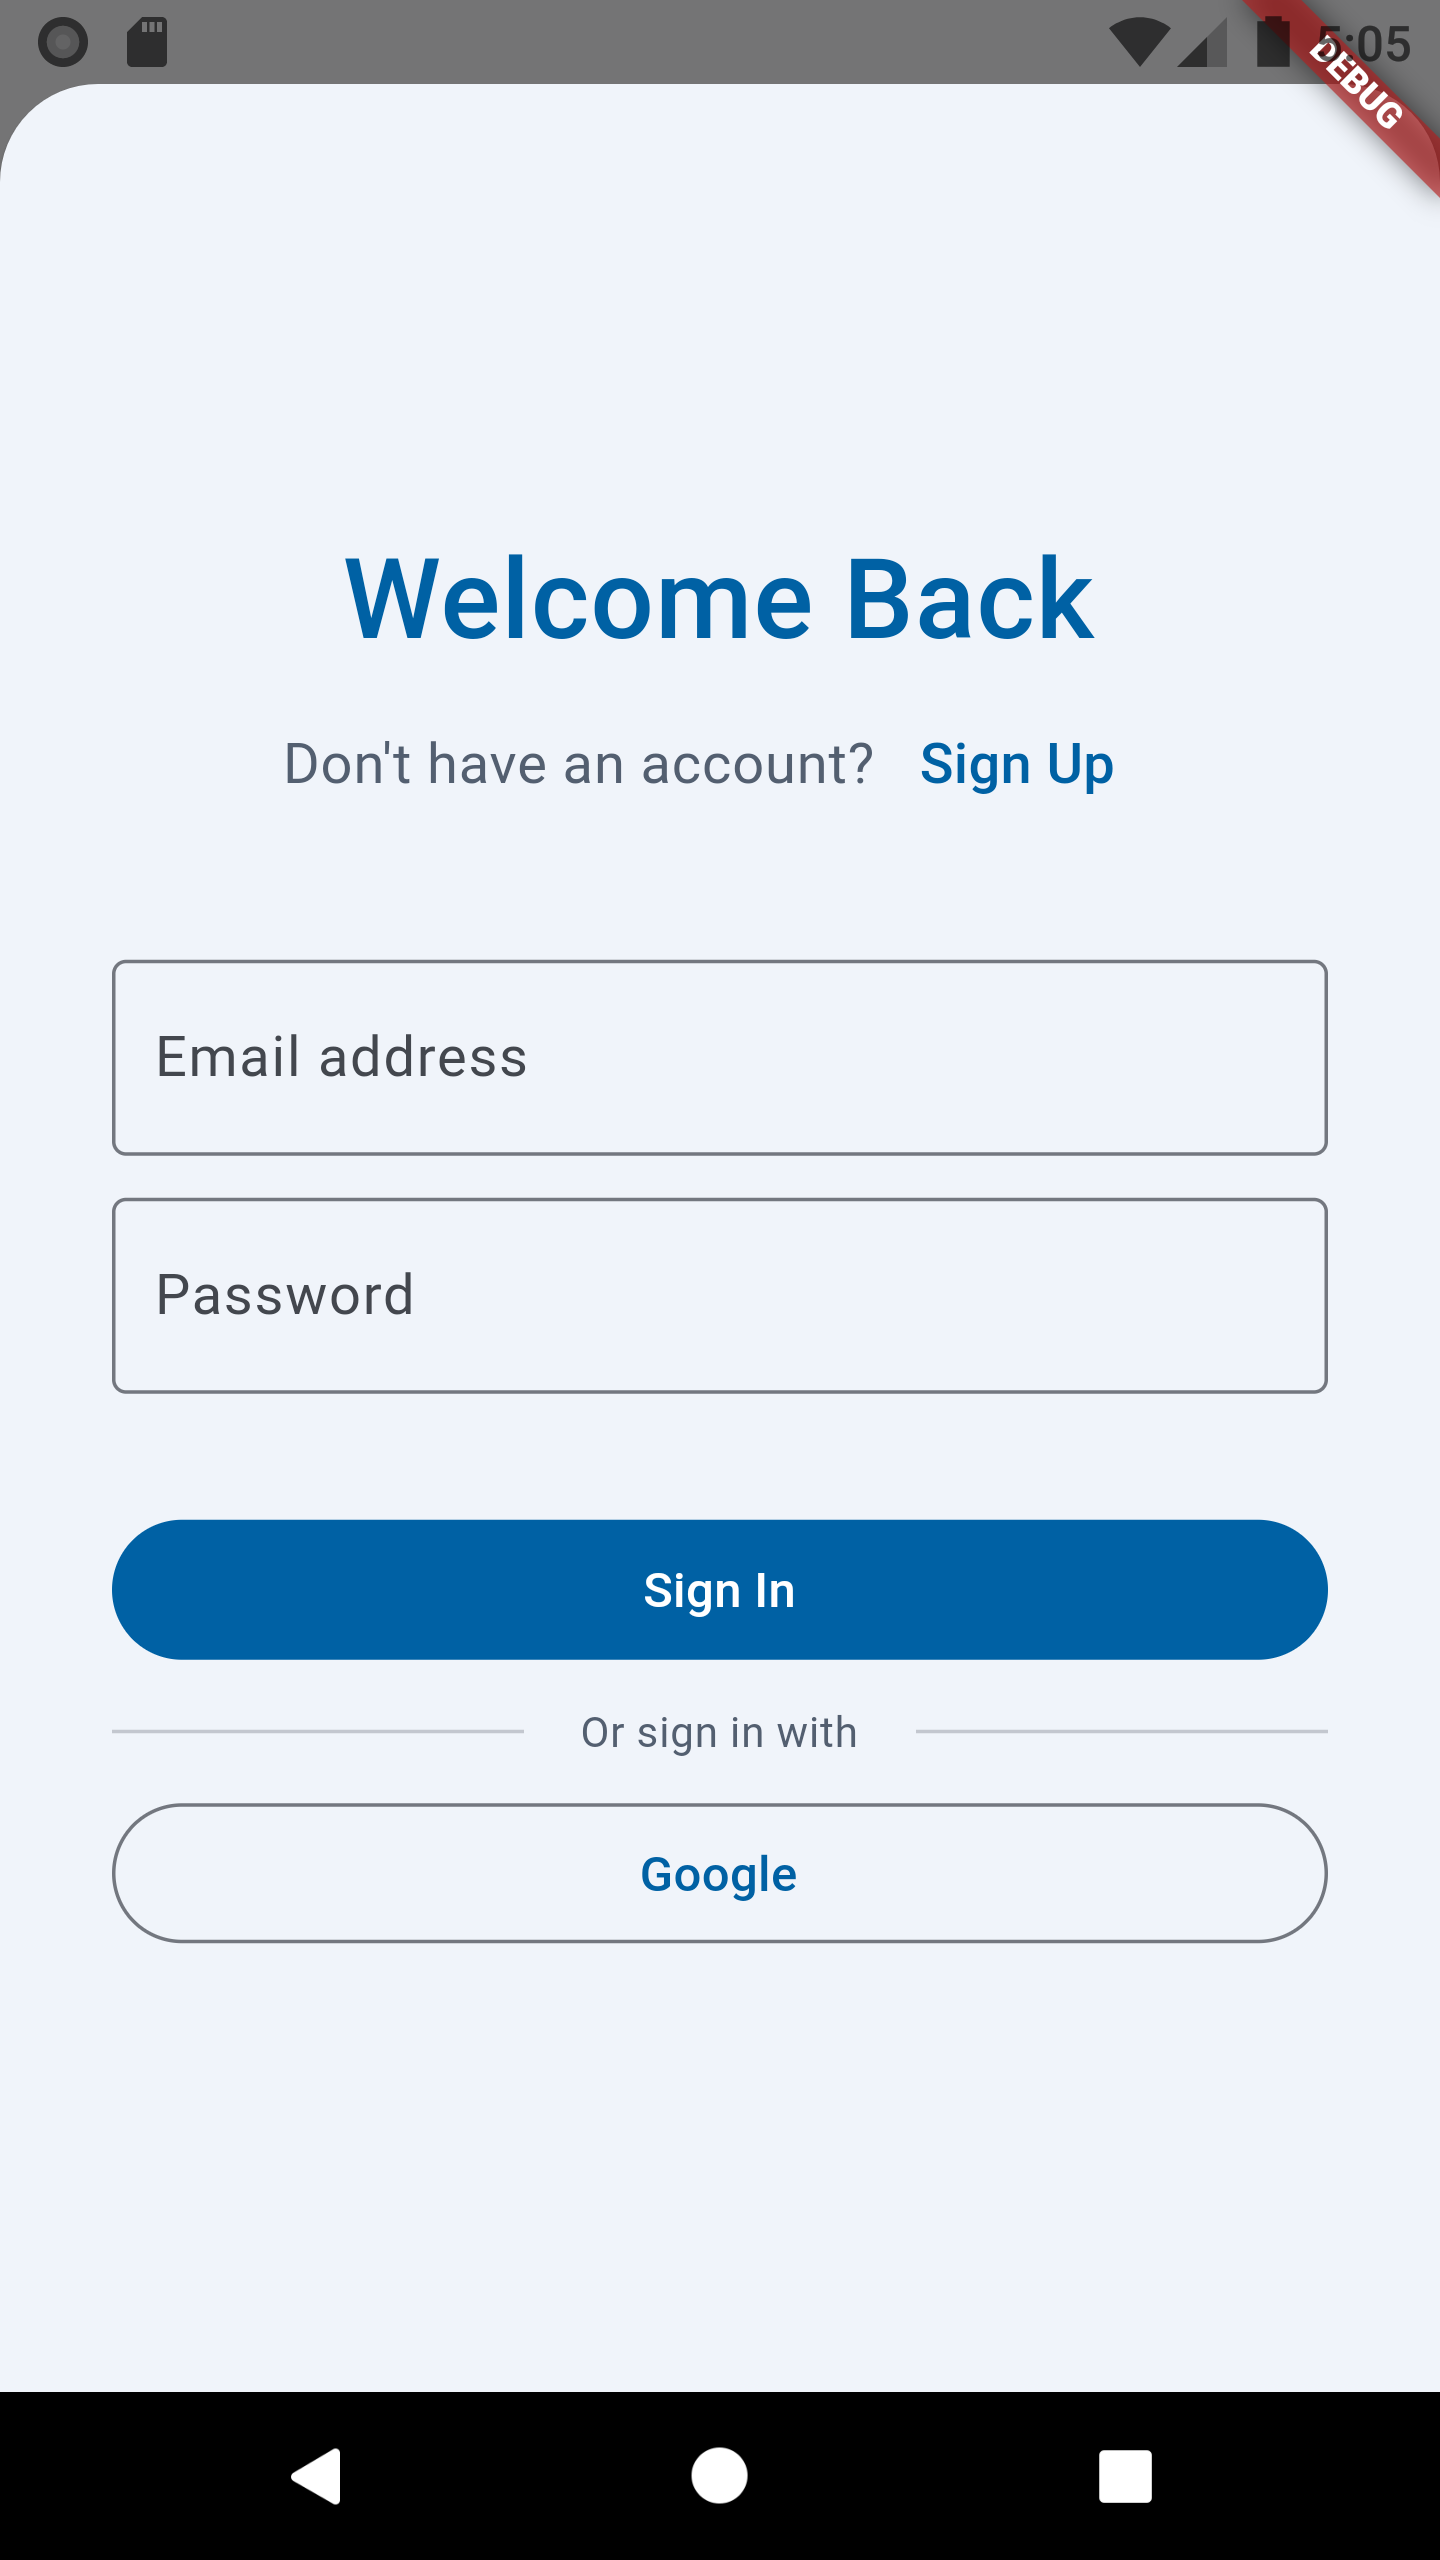 5:05
DEBUG
Welcome Back
Don't have an account? Sign Up
Email address
Password
Sign In
Or sign in with
Google